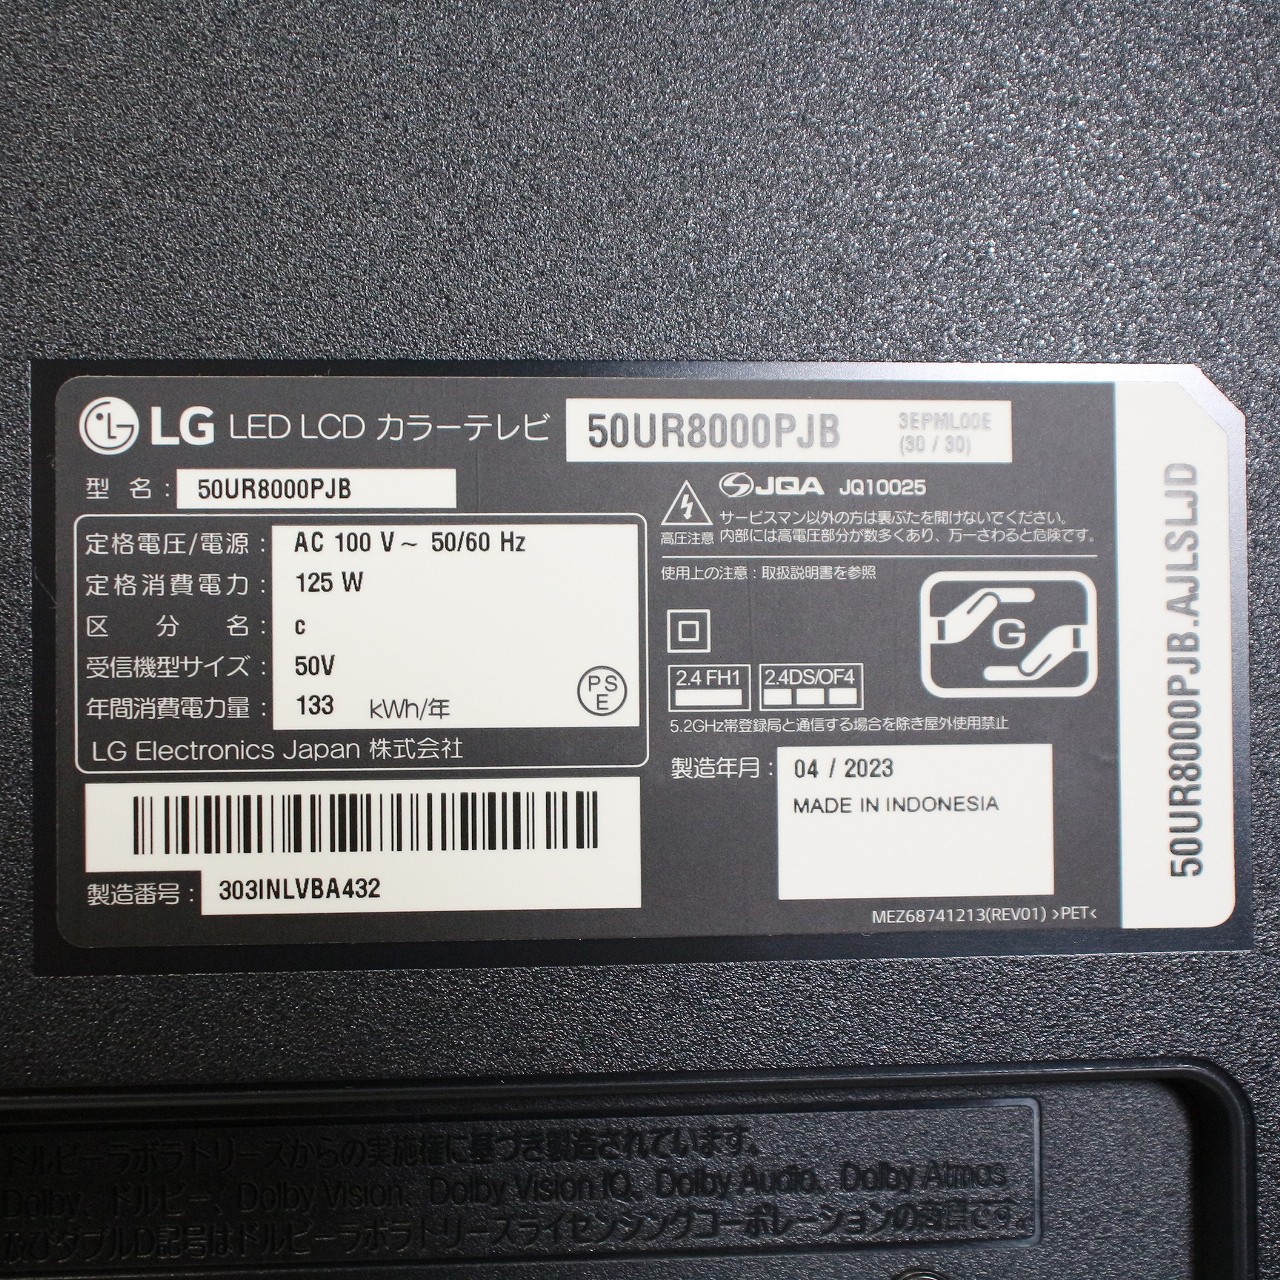 LG LED LCD カラーテレビ 50UR8000PJB 3EPML00E
(30 / 30)
型名: 50UR8000PJB
定格電圧/電源: AC 100 V ~ 50/60 Hz
定格消費電力: 125 W
区分名: c
受信機型サイズ: 50V
年間消費電力量: 133 kWh/年
PS
E
LG Electronics Japan 株式会社
製造番号: 303INLVBA432
JQA JQ10025
サービスマン以外の方は裏ぶたを開けないでください。
高圧注意 内部には高電圧部分が数多くあり、万一さわると危険です。
使用上の注意:取扱説明書を参照
G
2.4 FH1 2.4DS/OF4
5.2GHz帯登録局と通信する場合を除き屋外使用禁止
製造年月: 04 / 2023
MADE IN INDONESIA
MEZ68741213(REV01) >PET<
50UR8000PJB.AJLSLJD
ドルビーラボラトリーズからの実施権に基づき製造されています。
Dolby、ドルビー、Dolby Vision、Dolby Vision IQ、Dolby Audio、Dolby Atmos
及びダブルD記号はドルビーラボラトリーズライセンシングコーポレーションの商標です。